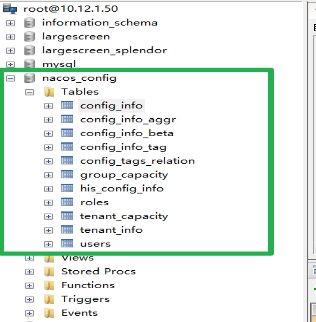 root@10.12.1.50
information_schema
largescreen
largescreen_splendor
mysql
nacos_config
Tables
config_info
config_info_aggr
config_info_beta
config_info_tag
config_tags_relation
group_capacity
his_config_info
roles
tenant_capacity
tenant_info
users
Views
Stored Procs
Functions
Triggers
Events